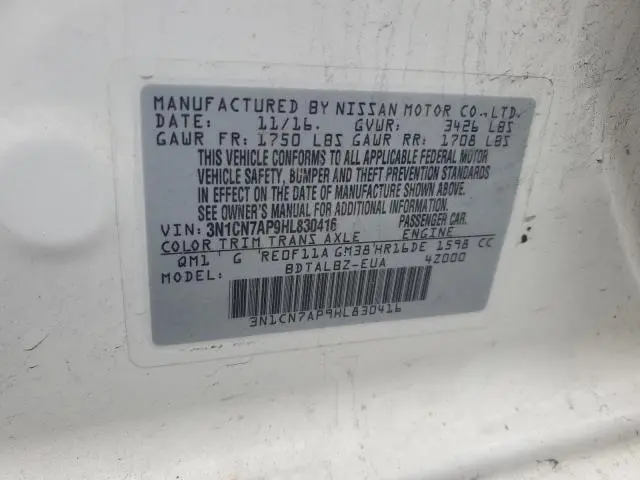 MANUFACTURED BY NISSAN MOTOR CO., LTD.
DATE: 11/16. GVWR: 3426 LBS
GAWR FR: 1750 LBS GAWR RR: 1708 LBS
THIS VEHICLE CONFORMS TO ALL APPLICABLE FEDERAL MOTOR
VEHICLE SAFETY, BUMPER AND THEFT PREVENTION STANDARDS
IN EFFECT ON THE DATE OF MANUFACTURE SHOWN ABOVE.
SEE OWNER'S MANUAL FOR ADDITIONAL INFORMATION.
VIN: 3N1CN7AP9HL830416 PASSENGER CAR.
COLOR TRIM TRANS AXLE ENGINE
QM1 G RE0F11A GM38 HR16DE 1598 CC
MODEL: BDTALBZ-EUA 4Z000
3N1CN7AP9HL830416